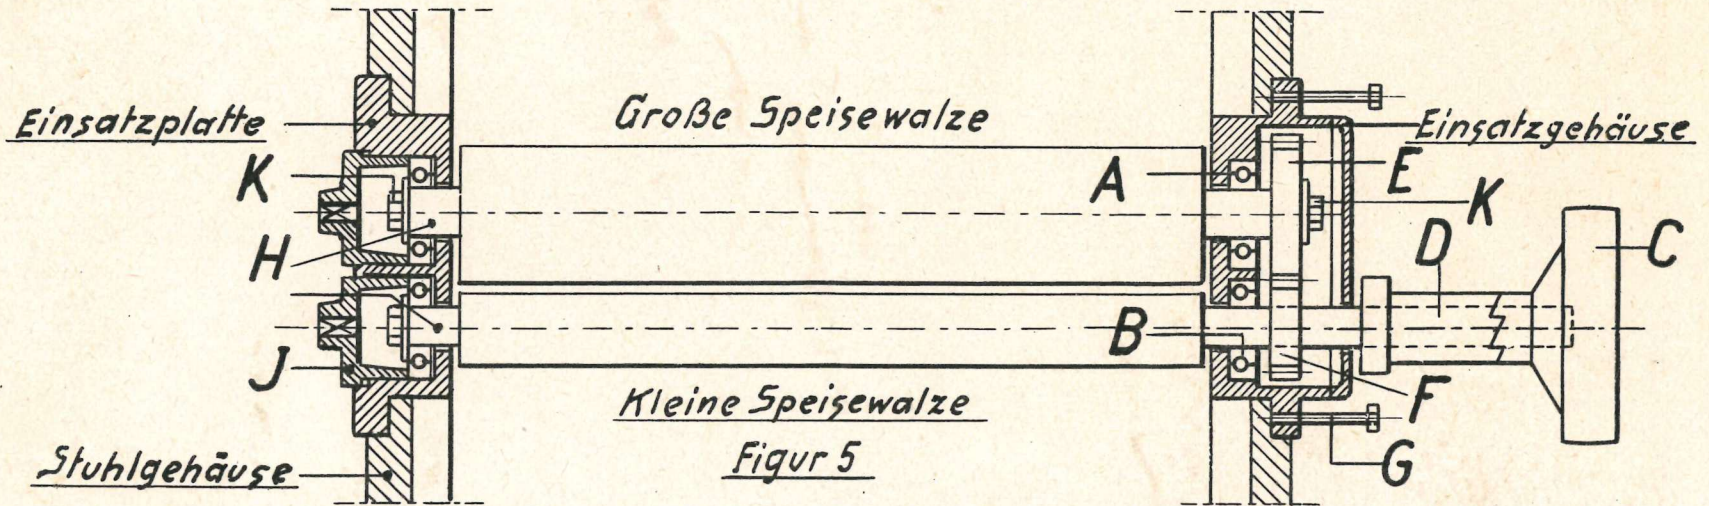 Große Speisewalze
Einsatzplatte
Einsatzgehäuse
K
A
E
K
H
D
C
J
B
F
Kleine Speisewalze
Figur 5
Stuhlgehäuse
G